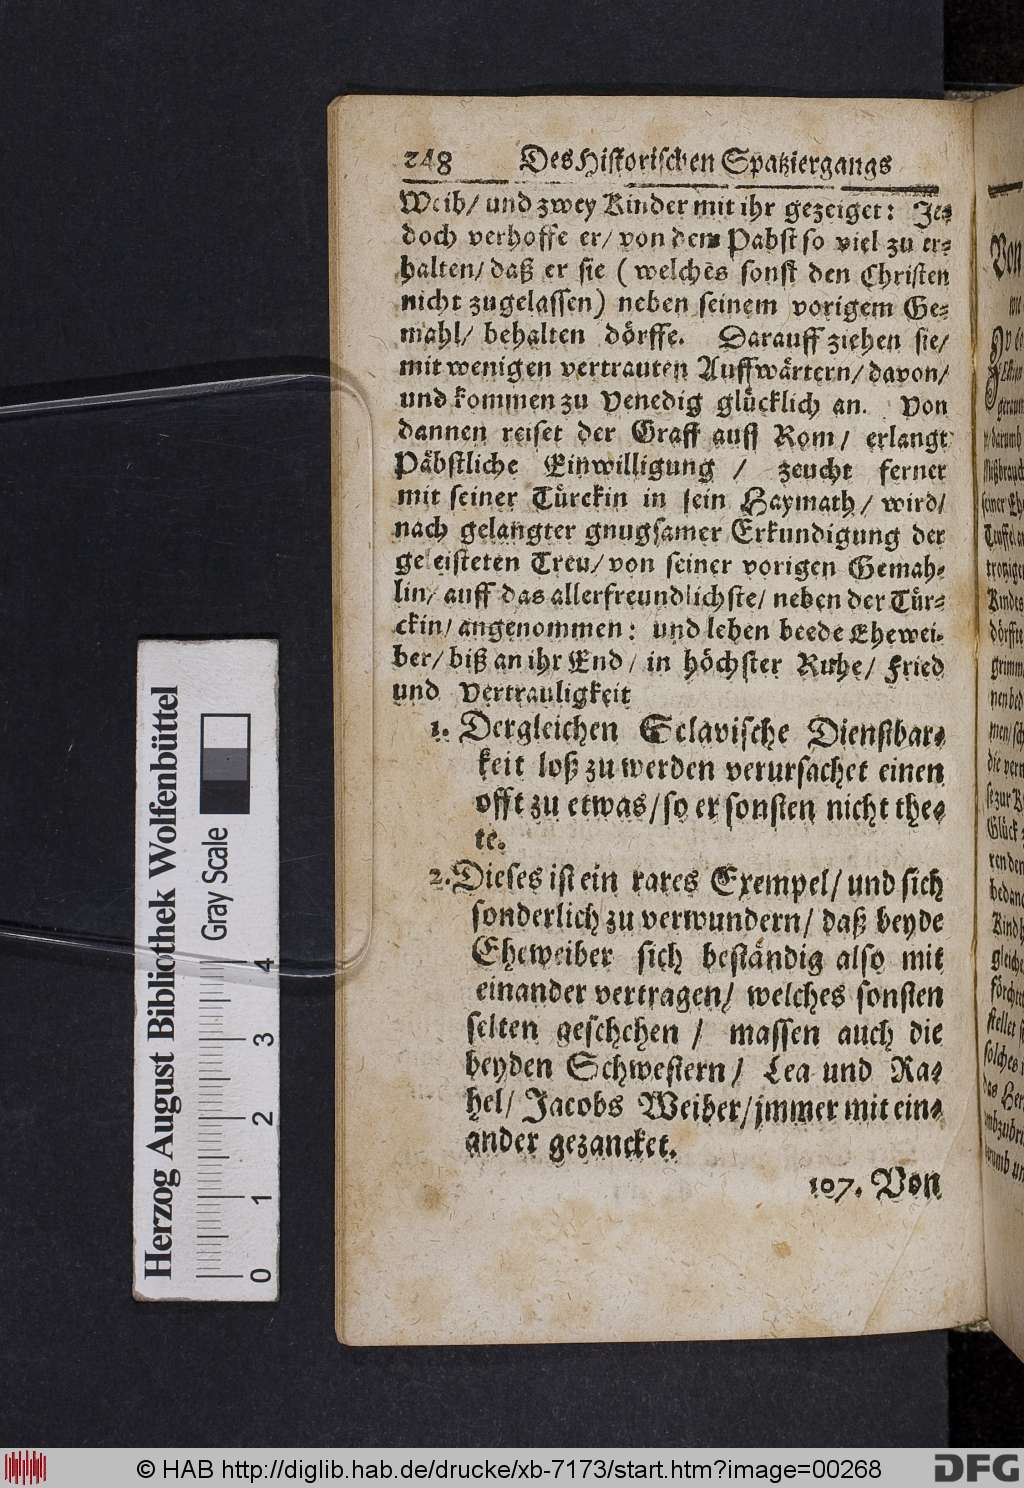 248 Des Historischen Spatziergangs
Weib/ und zwey Kinder mit ihr gezeiget: Je-
doch verhoffe er/ von dem Pabst so viel zu er-
halten/ daß er sie (welches sonst den Christen
nicht zugelassen) neben seinem vorigem Ge-
mahl/ behalten dörffe. Darauff ziehen sie/
mit wenigen vertrauten Auffwärtern/ davon/
und kommen zu Venedig glücklich an. Von
dannen reiset der Graff auff Rom/ erlangt
Päbstliche Einwilligung / zeucht ferner
mit seiner Türckin in sein Haymath/ wird/
nach gelangter gnugsamer Erkundigung der
geleisteten Treu/ von seiner vorigen Gemah-
lin/ auff das allerfreundlichste/ neben der Tür-
ckin/ angenommen: und leben beede Ehewei-
ber/ biß an ihr End/ in höchster Ruhe/ Fried
und Vertrauligkeit
1. Dergleichen Sclavische Dienstbar-
keit loß zu werden verursachet einen
offt zu etwas/ so er sonsten nicht the-
te.
2. Dieses ist ein rares Exempel/ und sich
sonderlich zu verwundern/ daß beyde
Eheweiber sich beständig also mit
einander vertragen/ welches sonsten
selten geschehen / massen auch die
beyden Schwestern/ Lea und Ra-
hel/ Jacobs Weiber/ jmmer mit ein-
ander gezancket.
107. Von
Herzog August Bibliothek Wolfenbüttel
Gray Scale
0 1 2 3 4
© HAB http://diglib.hab.de/drucke/xb-7173/start.htm?image=00268
DFG